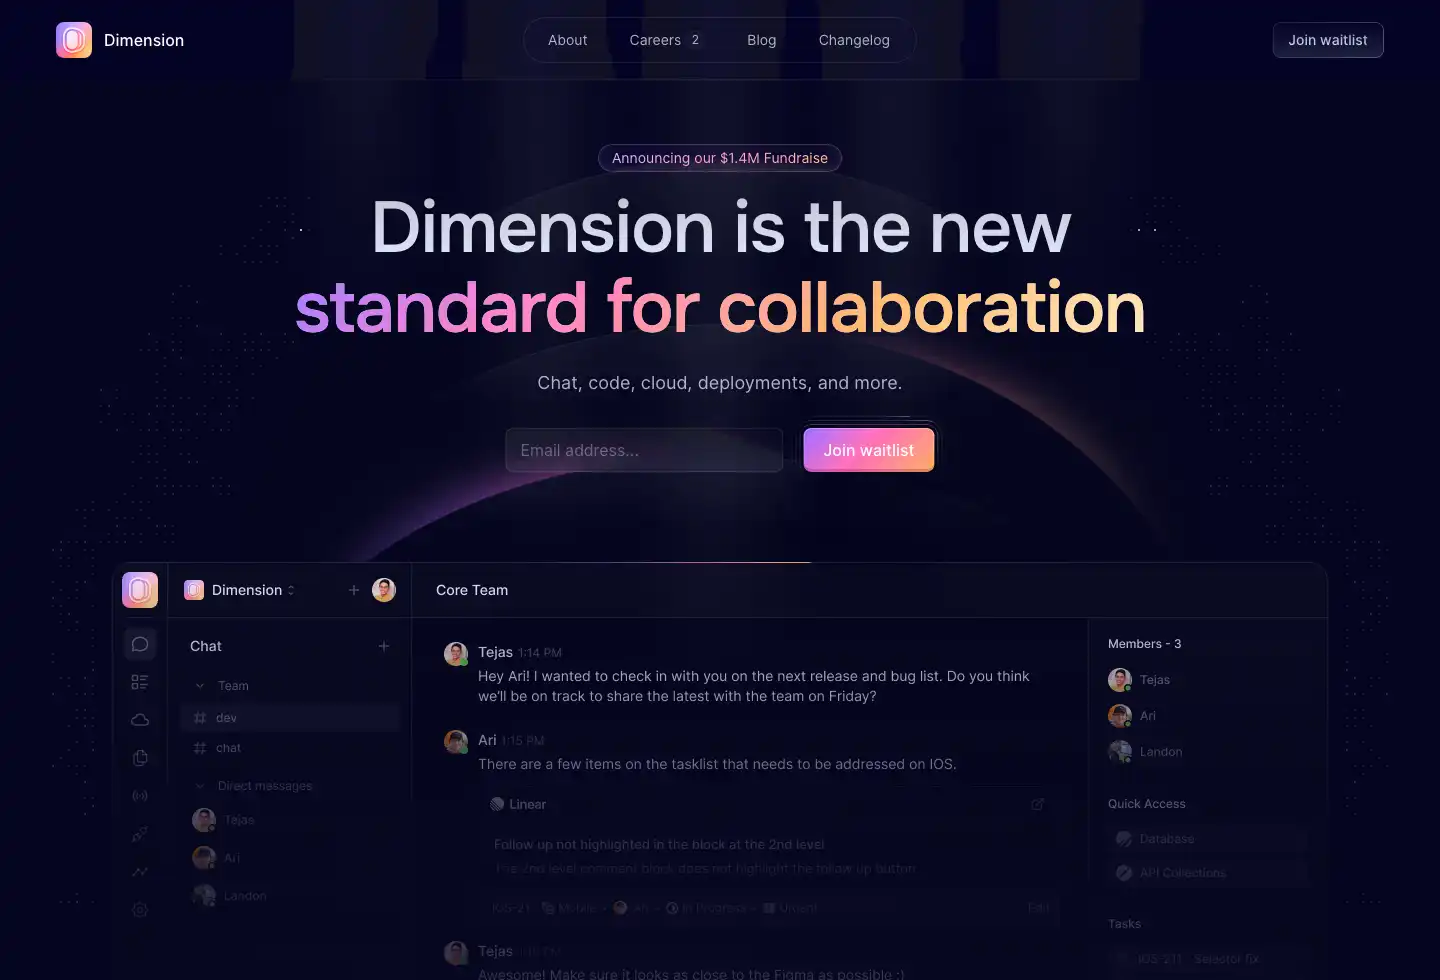 Dimension
About
Careers 2
Blog
Changelog
Join waitlist
Announcing our $1.4M Fundraise
Dimension is the new
standard for collaboration
Chat, code, cloud, deployments, and more.
Email address...
Join waitlist
Dimension
Core Team
Chat
Team
dev
chat
Direct messages
Tejas
Ari
Landon
Tejas 1:14 PM
Hey Ari! I wanted to check in with you on the next release and bug list. Do you think
we'll be on track to share the latest with the team on Friday?
Ari 1:15 PM
There are a few items on the tasklist that needs to be addressed on IOS.
Linear
Follow up not highlighted in the block at the 2nd level
The 2nd level comment block does not highlight the follow up button
IOS-211 Mobile Ari In Progress Urgent Edit
Tejas
Awesome! Make sure it looks as close to the Figma as possible :)
Members - 3
Tejas
Ari
Landon
Quick Access
Database
API Collections
Tasks
IOS-211 Selector fix